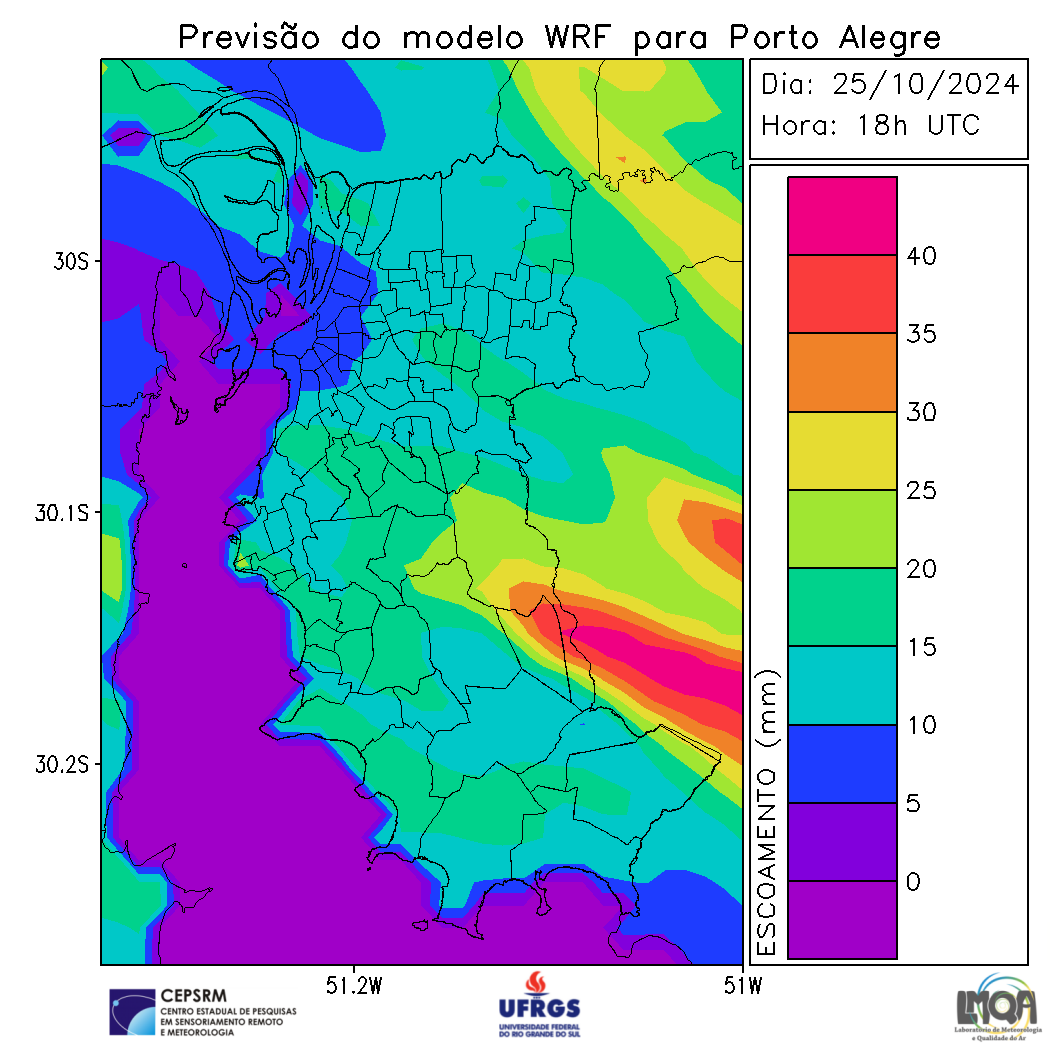 Previsão do modelo WRF para Porto Alegre
Dia: 25/10/2024
Hora: 18h UTC
30S
30.1S
30.2S
51.2W
51W
ESCOAMENTO (mm)
40
35
30
25
20
15
10
5
0
CEPSRM
CENTRO ESTADUAL DE PESQUISAS
EM SENSORIAMENTO REMOTO
E METEOROLOGIA
UFRGS
UNIVERSIDADE FEDERAL
DO RIO GRANDE DO SUL
LMQA
Laboratório de Meteorologia
e Qualidade do Ar